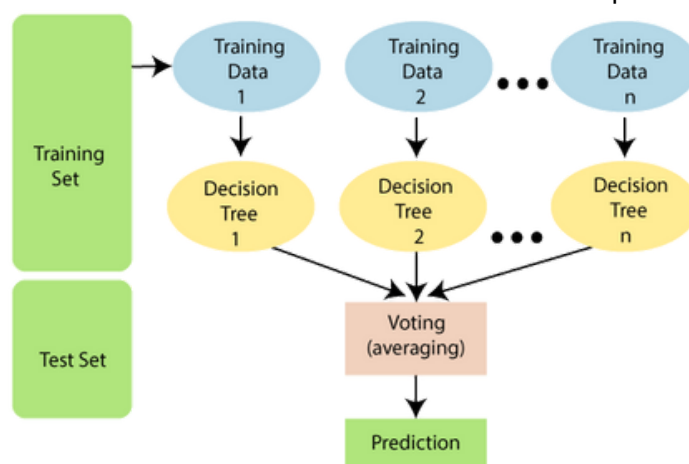 Training
Set
Test Set
Training
Data
1
Training
Data
2
Training
Data
n
Decision
Tree
1
Decision
Tree
2
Decision
Tree
n
Voting
(averaging)
Prediction